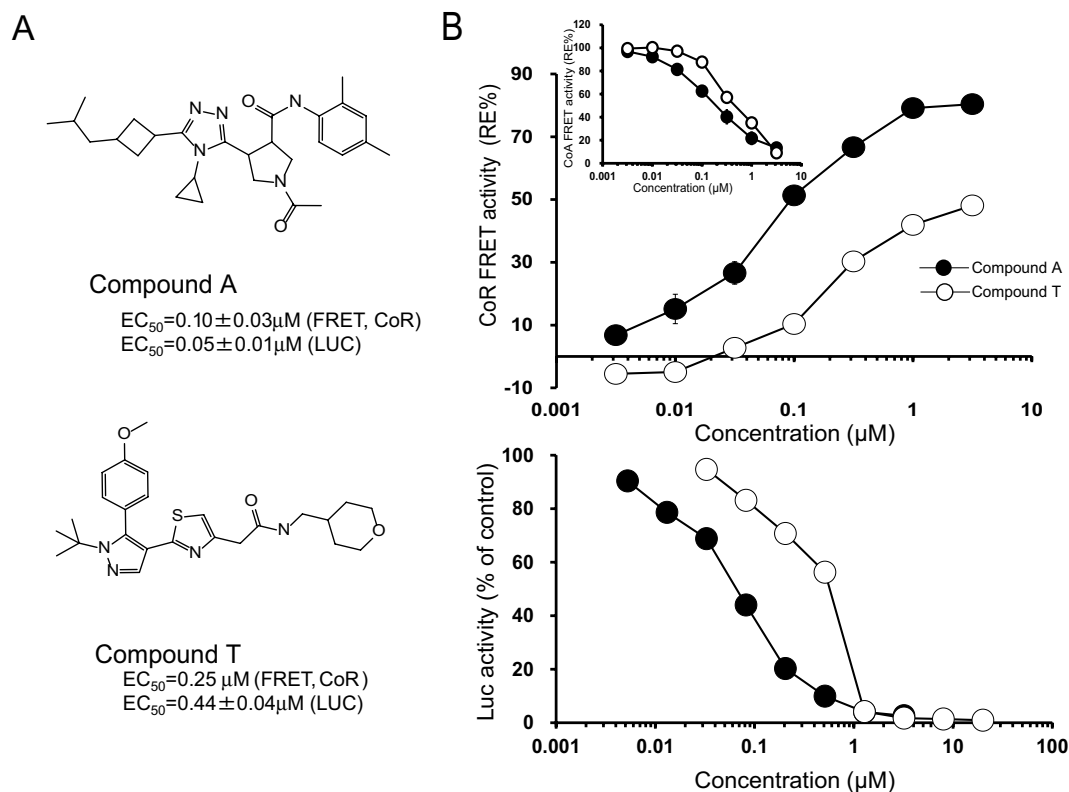 A
N
N
N
O
N
N
O
Compound A
EC50=0.10±0.03μM (FRET, CoR)
EC50=0.05±0.01μM (LUC)
O
S
O
N
N
N
N
O
Compound T
EC50=0.25 μM (FRET, CoR)
EC50=0.44±0.04μM (LUC)
B
CoR FRET activity (RE%)
90
70
50
30
10
-10
0.001
0.01
0.1
1
10
Concentration (μM)
CoA FRET activity (RE%)
120
100
80
60
40
20
0
0.001
0.01
0.1
1
10
Concentration (μM)
Compound A
Compound T
Luc activity (% of control)
100
80
60
40
20
0
0.001
0.01
0.1
1
10
100
Concentration (μM)